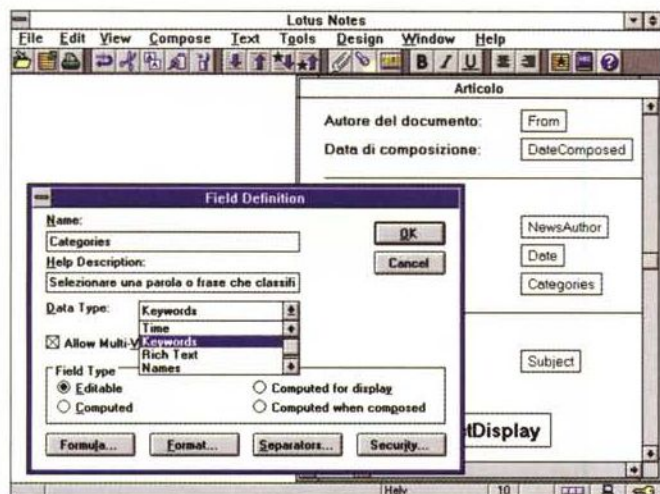 Lotus Notes
File Edit View Compose Text Tools Design Window Help
B I U
Articolo
Autore del documento: From
Data di composizione: DateComposed
NewsAuthor
Date
Categories
Subject
tDisplay
Field Definition
Name:
Categories
Help Description:
Selezionare una parola o frase che classifi
OK
Cancel
Data Type: Keywords
Time
Keywords
Rich Text
Names
Allow Multi-V
Field Type
Editable
Computed for display
Computed
Computed when composed
Formula... Format... Separators... Security...
Helv 10